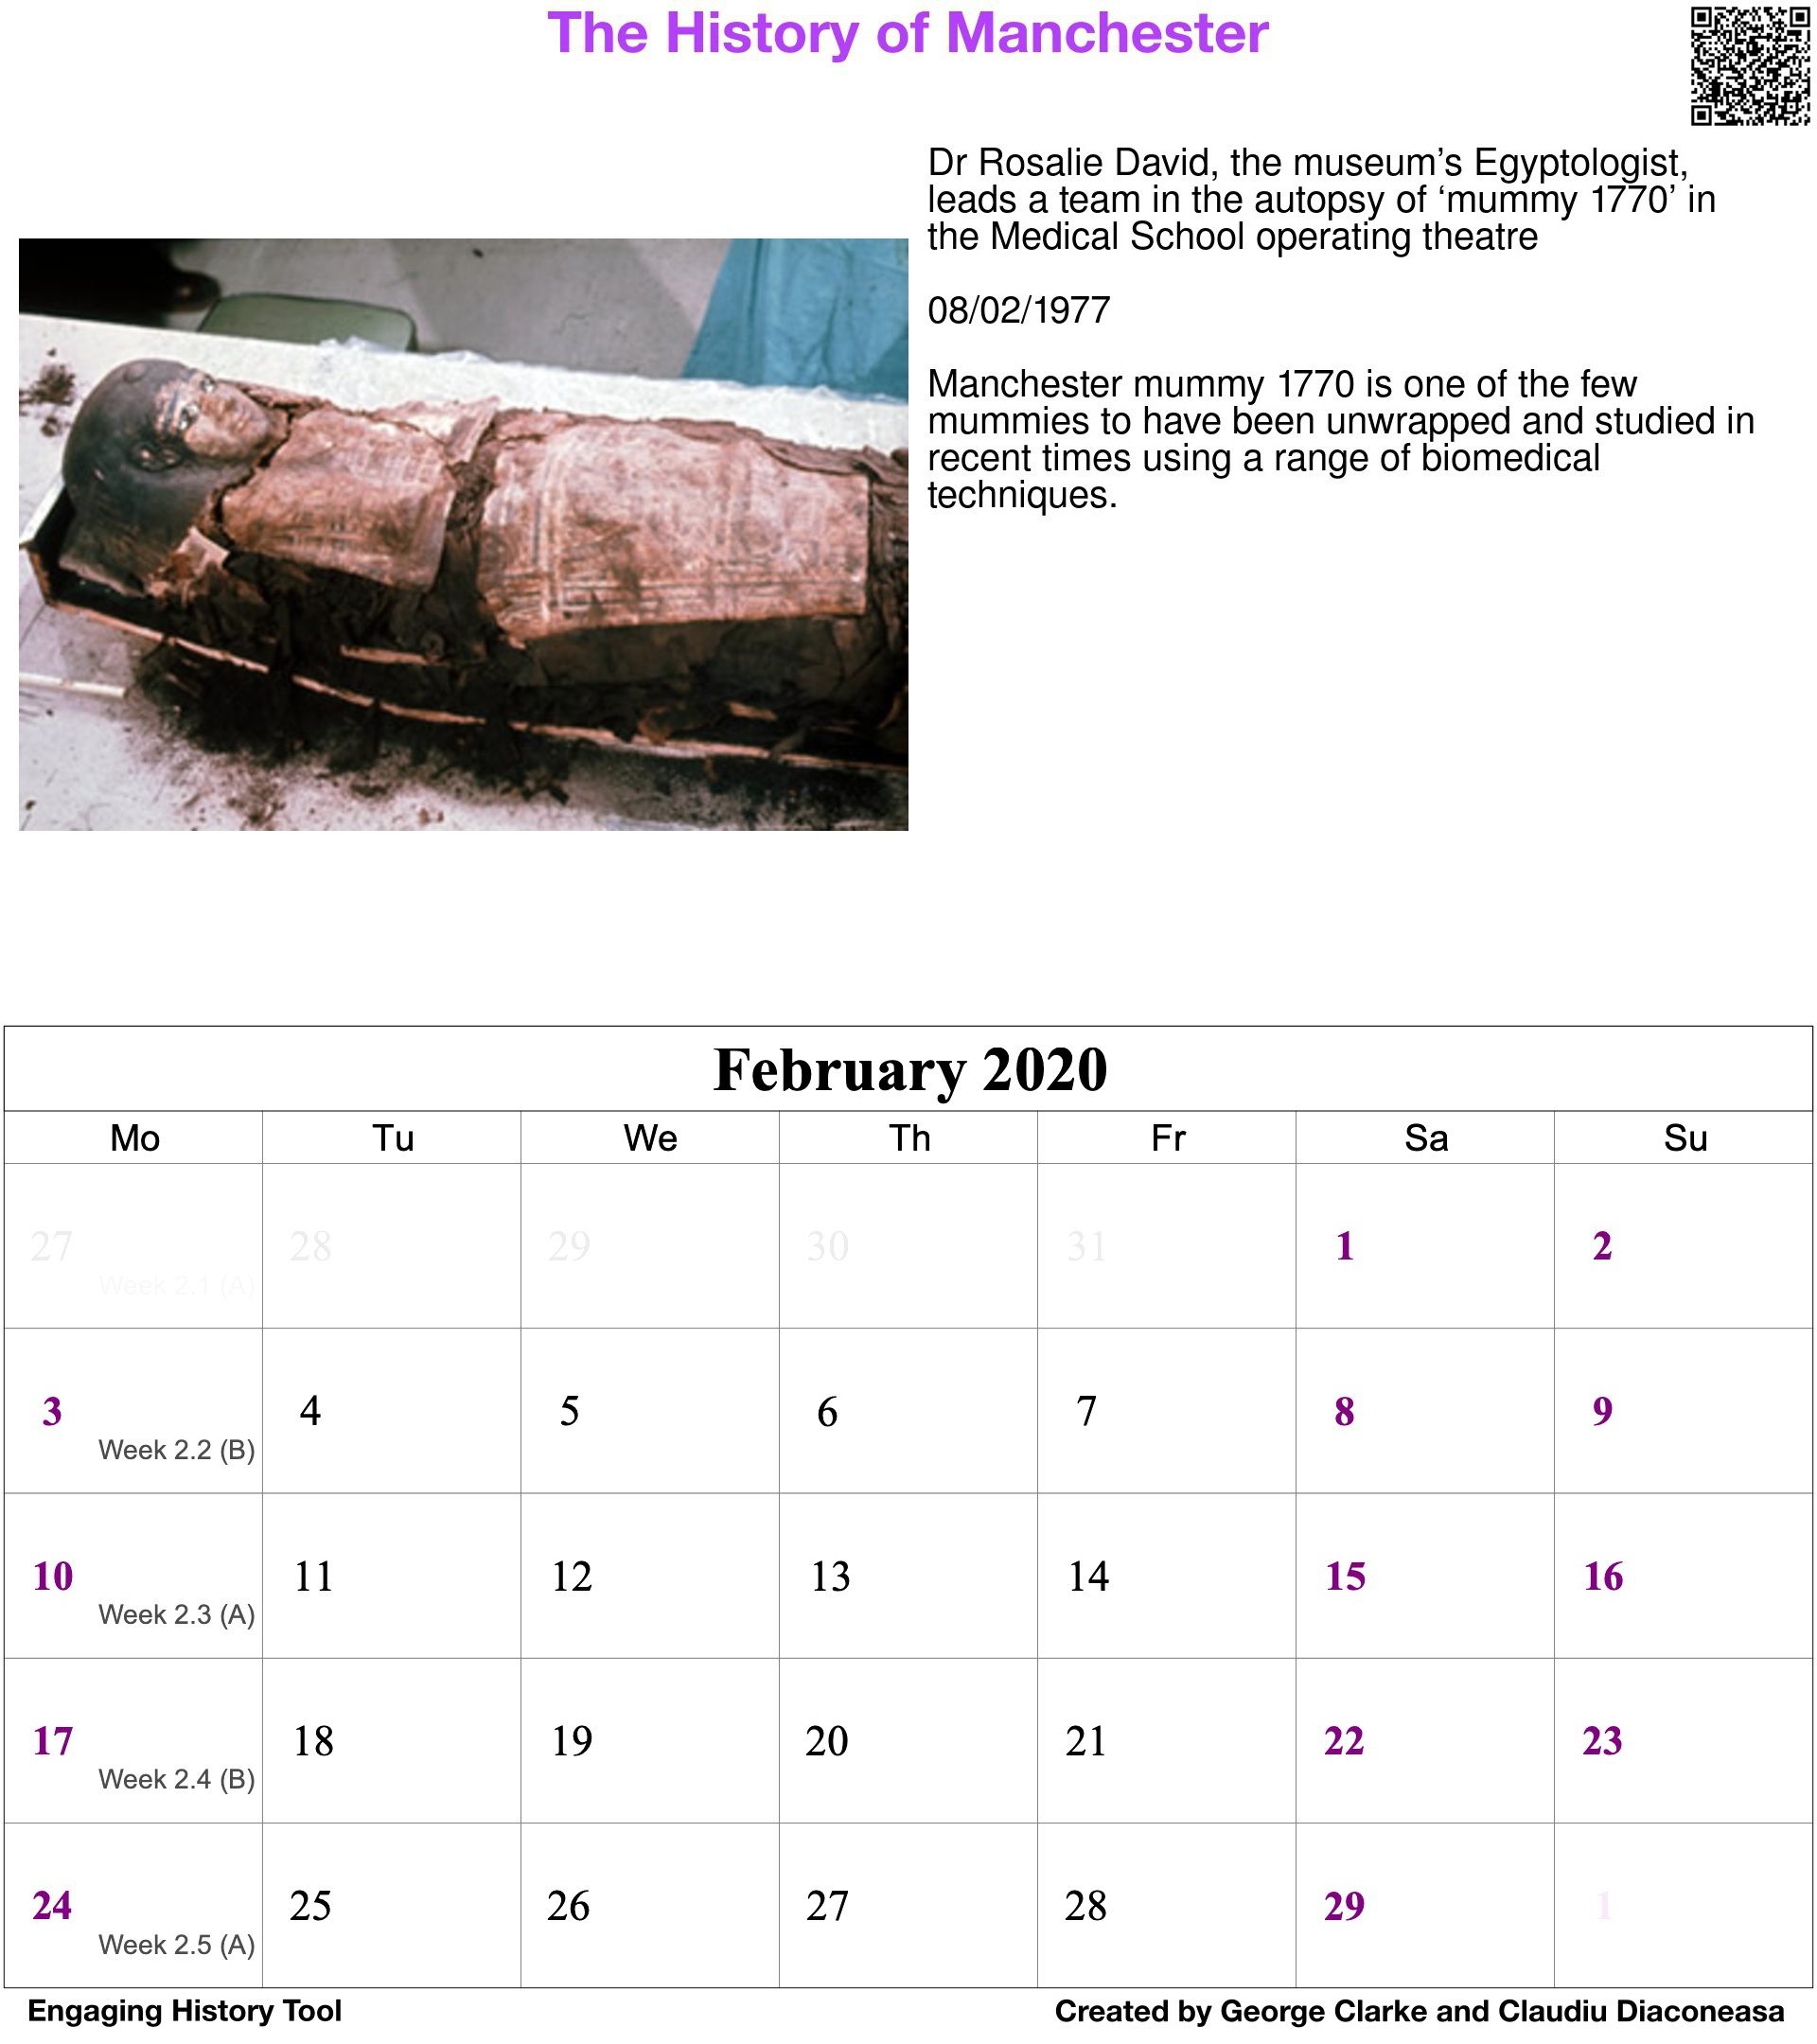 The History of Manchester
Dr Rosalie David, the museum’s Egyptologist,
leads a team in the autopsy of ‘mummy 1770’ in
the Medical School operating theatre
08/02/1977
Manchester mummy 1770 is one of the few
mummies to have been unwrapped and studied in
recent times using a range of biomedical
techniques.
February 2020
Mo Tu We Th Fr Sa Su
27 28 29 30 31 1 2
Week 2.1 (A)
3 4 5 6 7 8 9
Week 2.2 (B)
10 11 12 13 14 15 16
Week 2.3 (A)
17 18 19 20 21 22 23
Week 2.4 (B)
24 25 26 27 28 29 1
Week 2.5 (A)
Engaging History Tool Created by George Clarke and Claudiu Diaconeasa